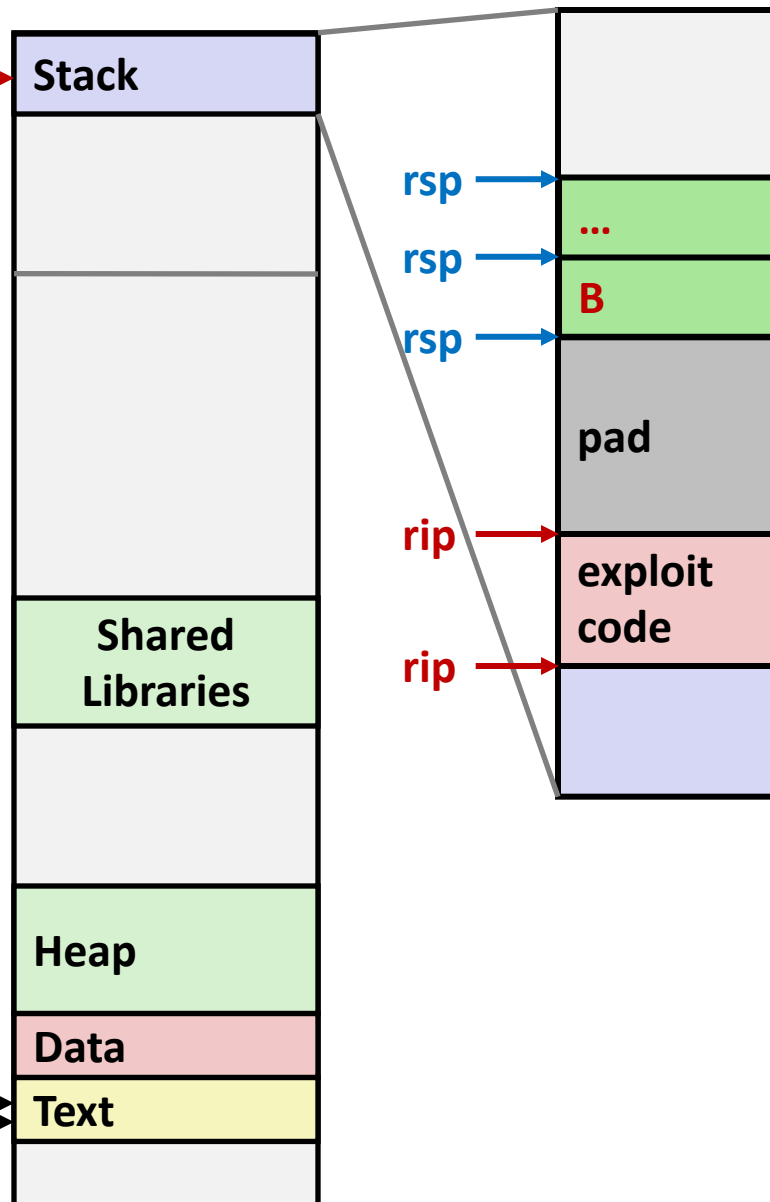 Stack
Shared
Libraries
Heap
Data
Text
rsp
...
rsp
B
rsp
pad
rip
exploit
code
rip